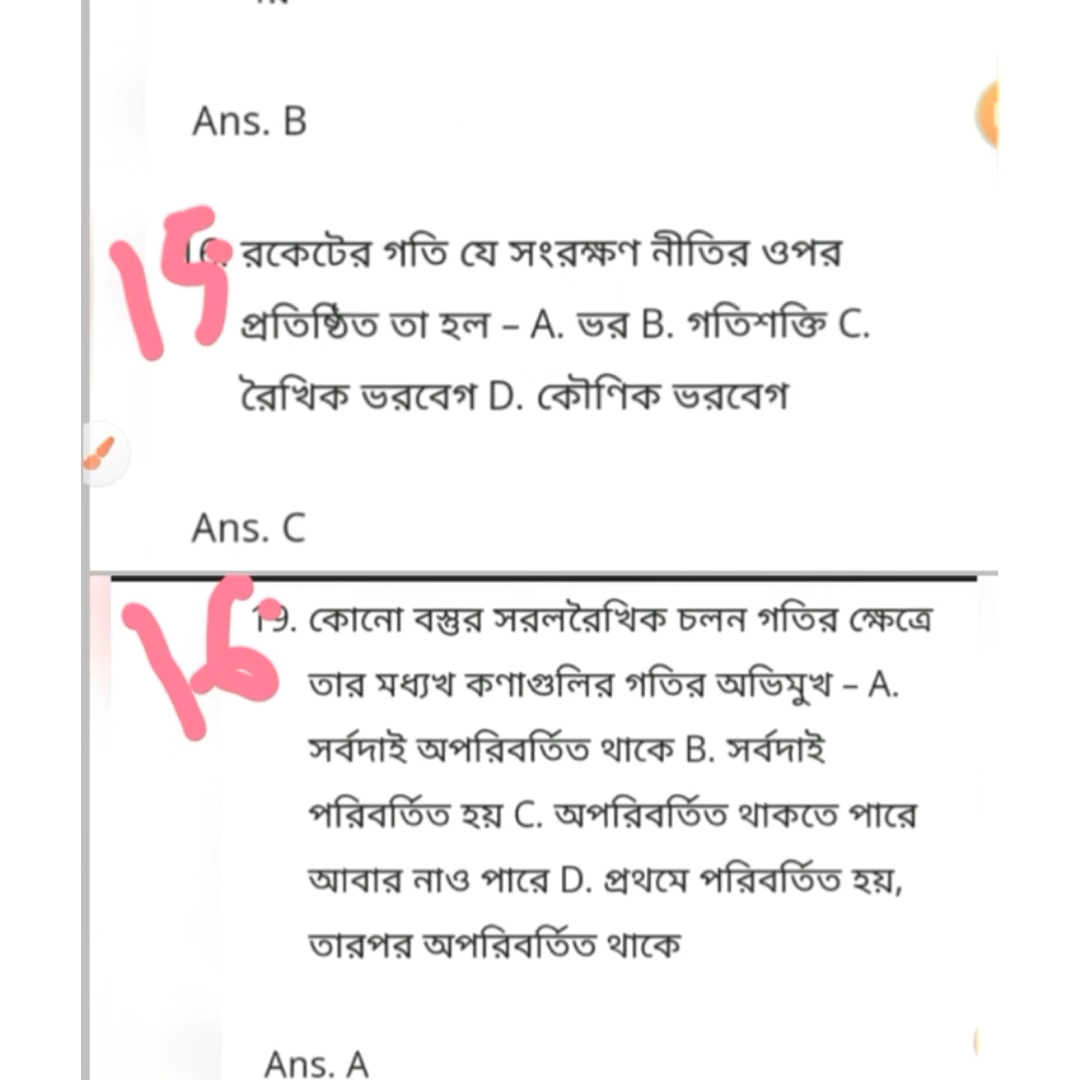 Ans. B
15
রকেটের গতি যে সংরক্ষণ নীতির ওপর
প্রতিষ্ঠিত তা হল – A. ভর B. গতিশক্তি C.
রৈখিক ভরবেগ D. কৌণিক ভরবেগ
Ans. C
16
19. কোনো বস্তুর সরলরৈখিক চলন গতির ক্ষেত্রে
তার মধ্যখ কণাগুলির গতির অভিমুখ – A.
সর্বদাই অপরিবর্তিত থাকে B. সর্বদাই
পরিবর্তিত হয় C. অপরিবর্তিত থাকতে পারে
আবার নাও পারে D. প্রথমে পরিবর্তিত হয়,
তারপর অপরিবর্তিত থাকে
Ans. A